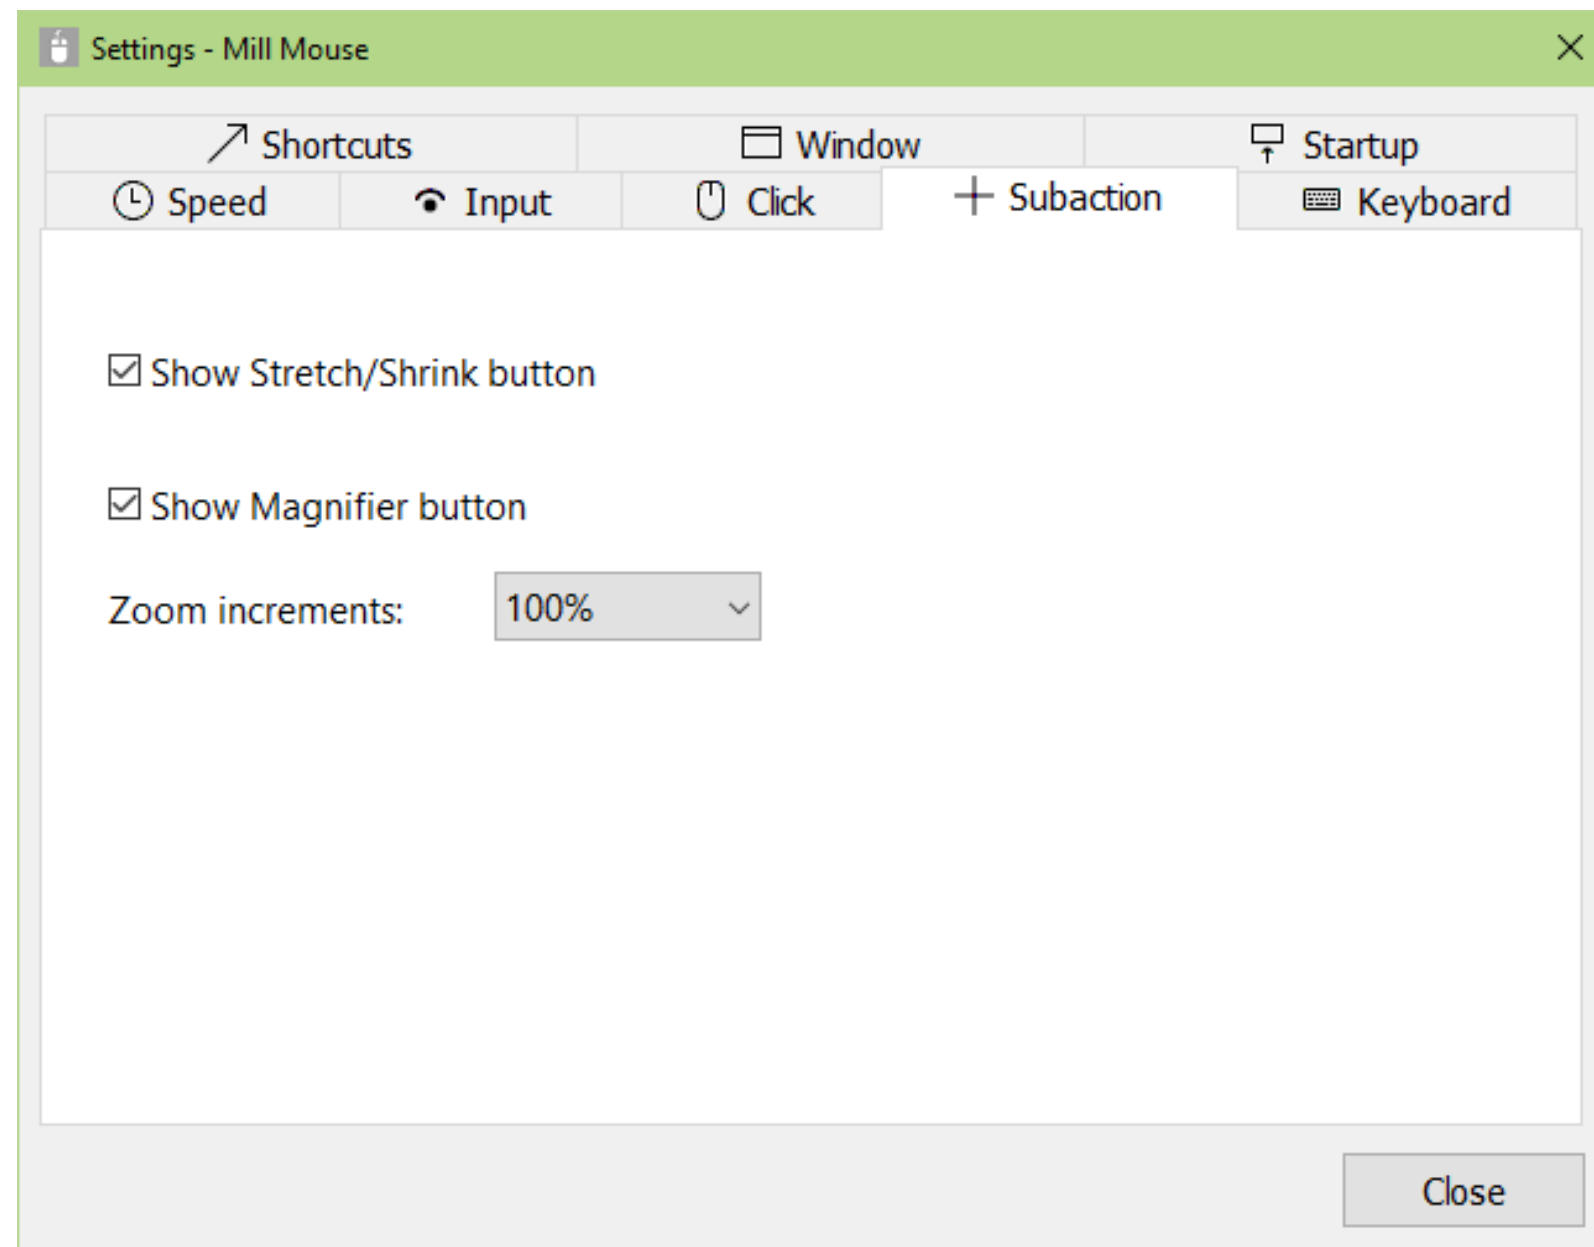 Settings - Mill Mouse
Shortcuts Window Startup
Speed Input Click Subaction Keyboard
Show Stretch/Shrink button
Show Magnifier button
Zoom increments: 100%
Close